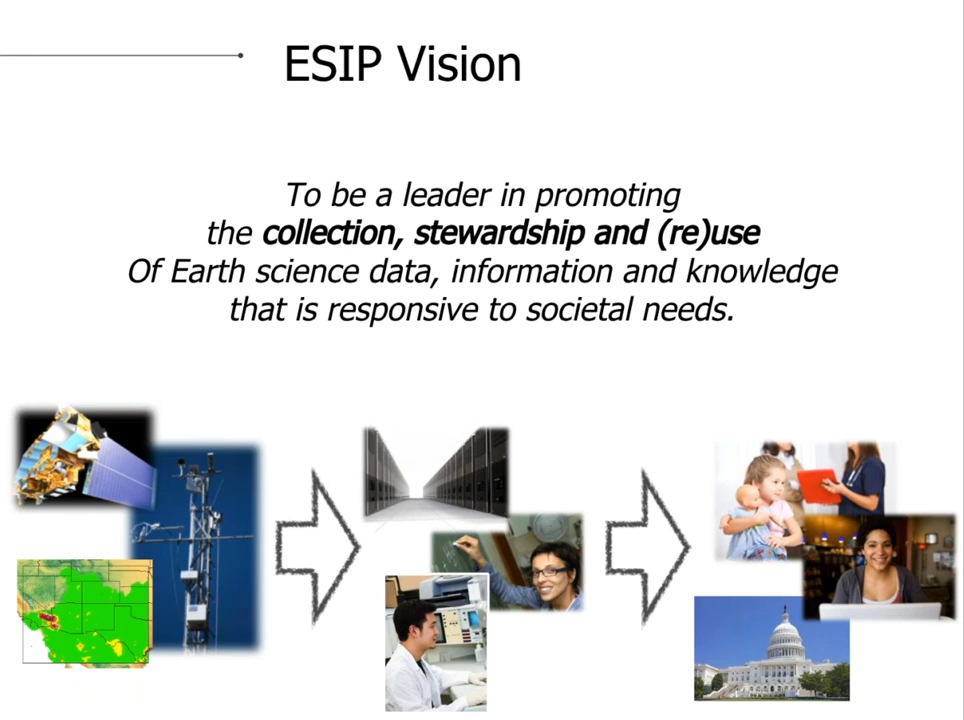 ESIP Vision
To be a leader in promoting
the collection, stewardship and (re)use
Of Earth science data, information and knowledge
that is responsive to societal needs.